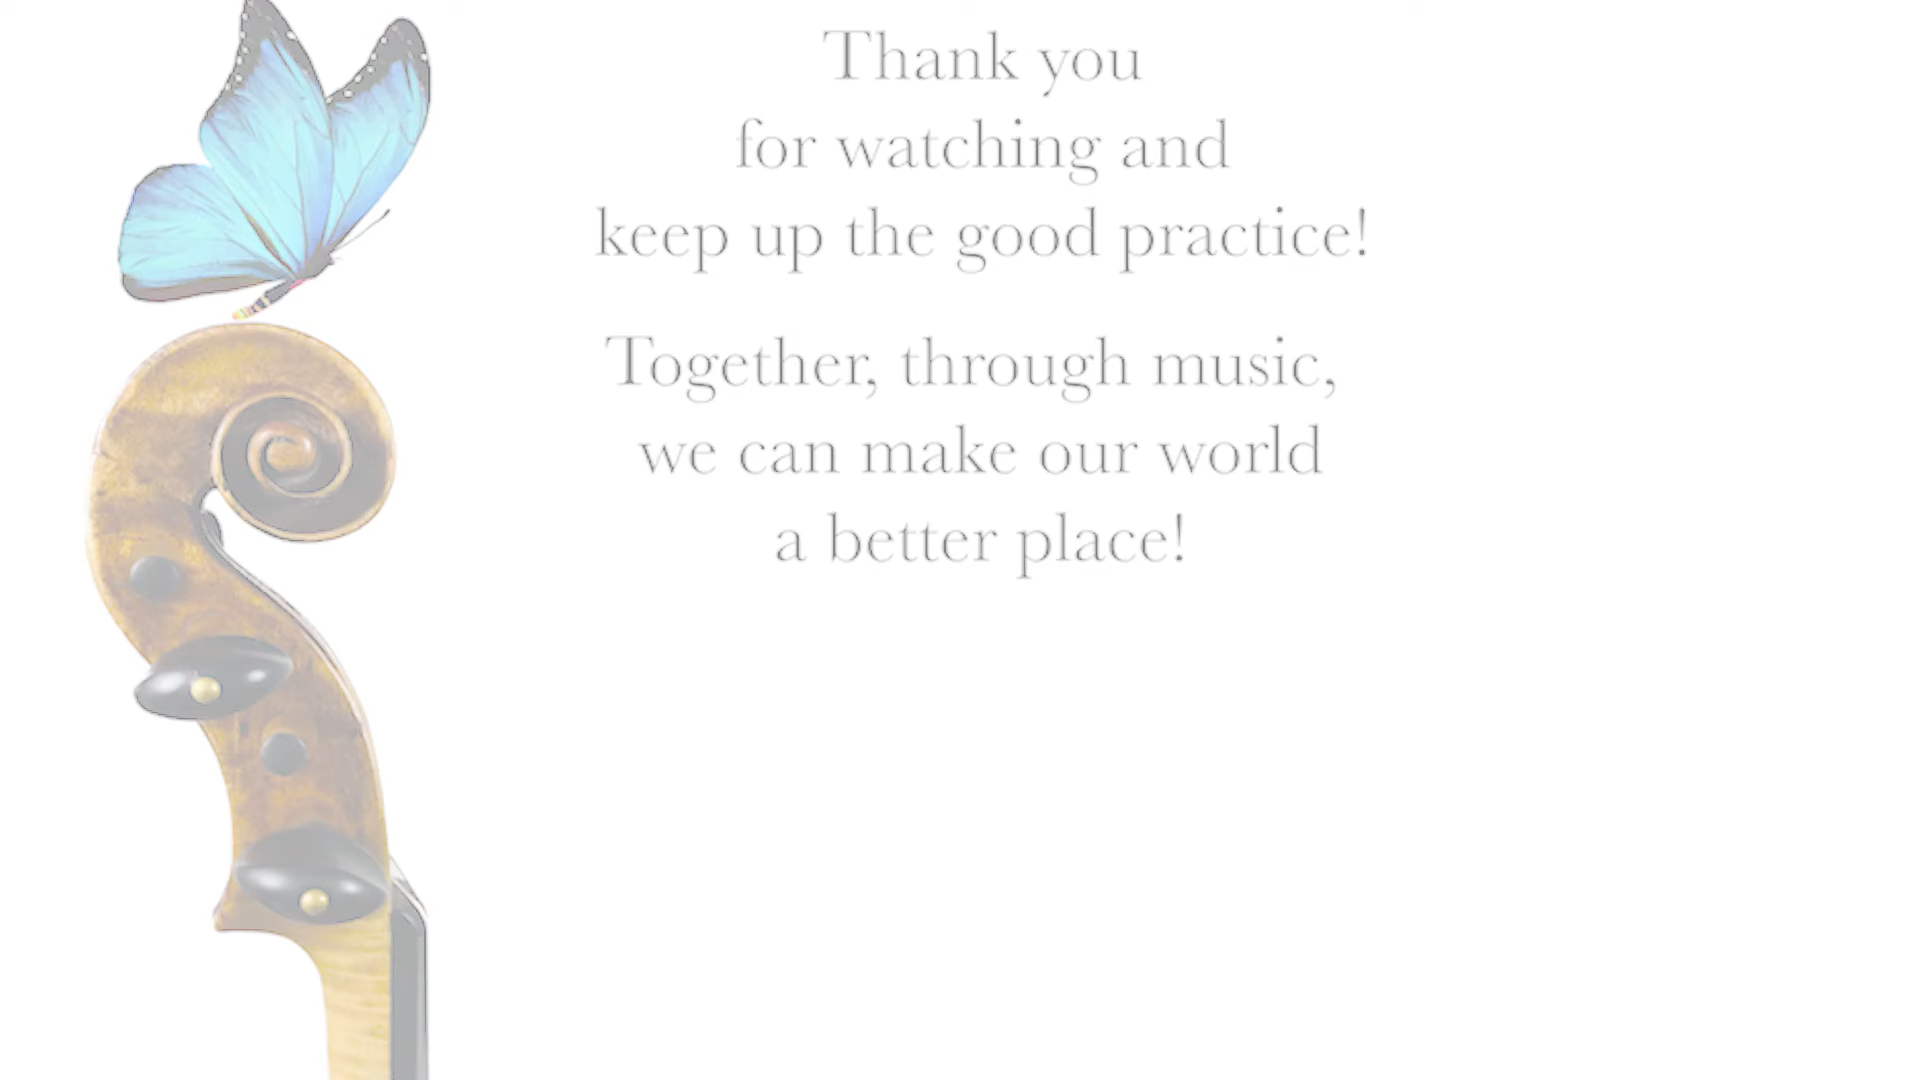 Thank you
for watching and
keep up the good practice!
Together, through music,
we can make our world
a better place!